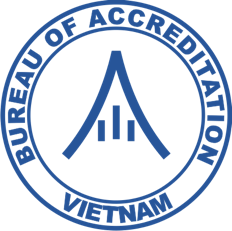 BUREAU OF ACCREDITATION
VIETNAM